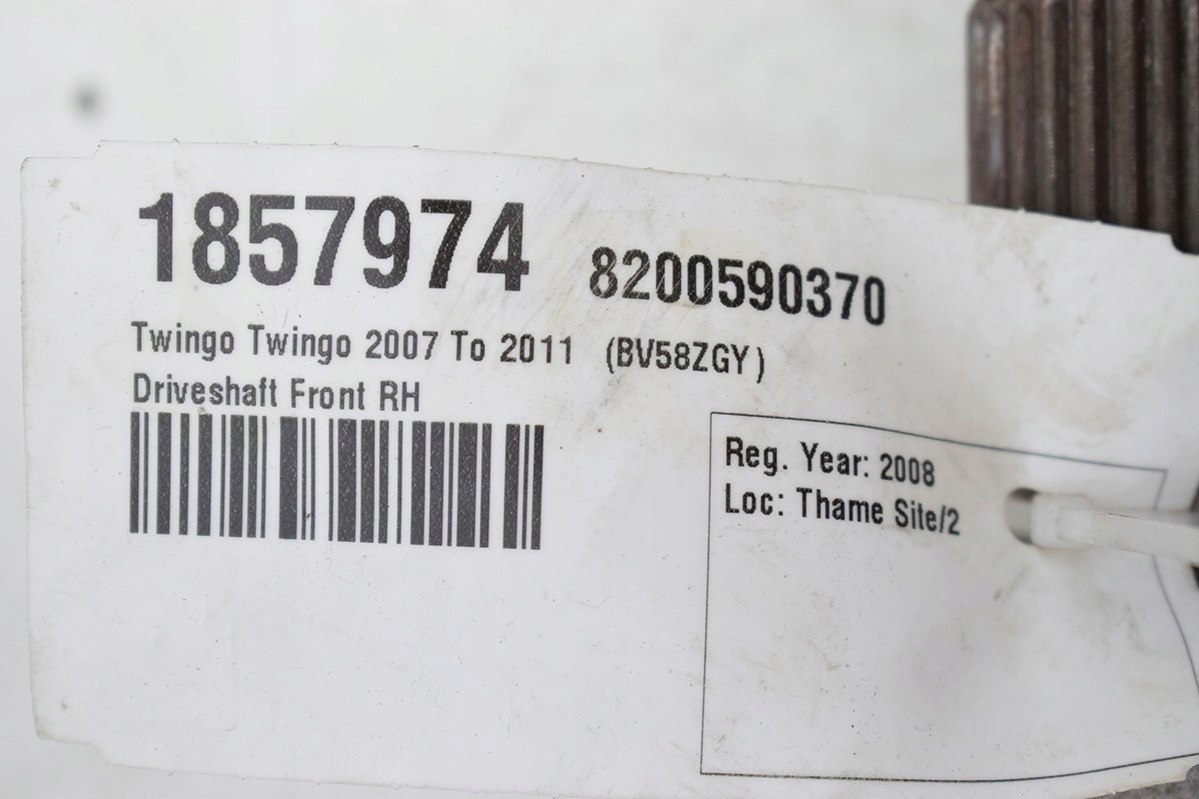 1857974 8200590370
Twingo Twingo 2007 To 2011 (BV58ZGY)
Driveshaft Front RH
Reg. Year: 2008
Loc: Thame Site/2